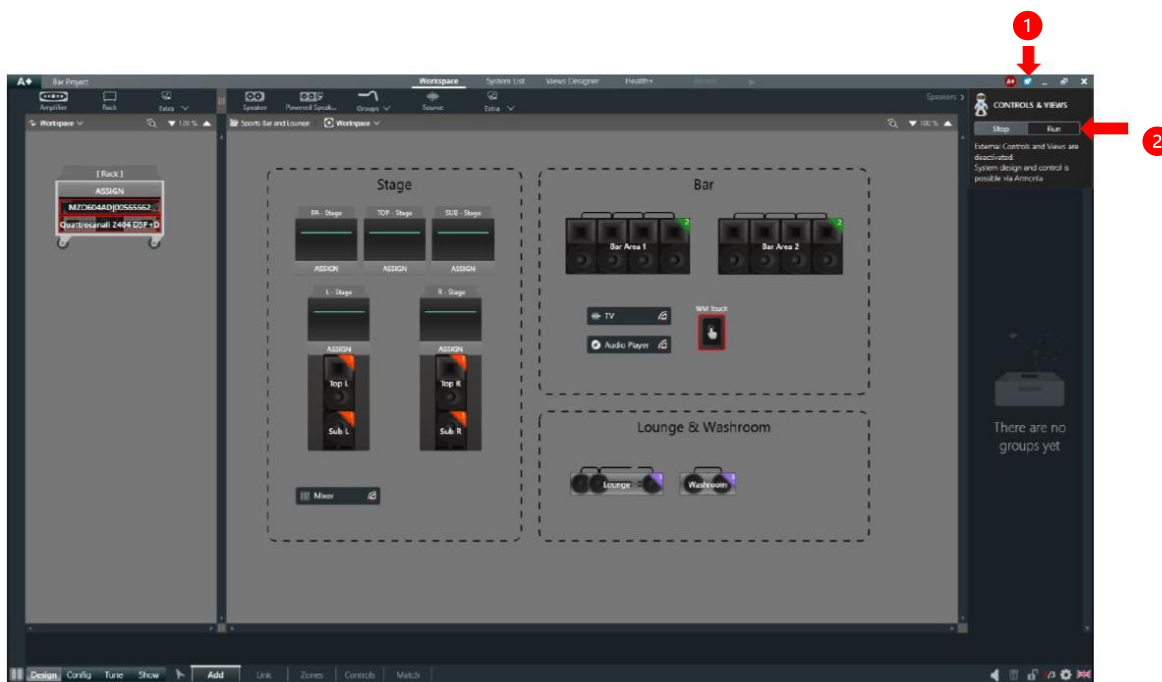 1
A+ Bar Project Workspace System List Views Designer Health+
Amplifier Rack Extra Speaker Powered Speak... Groups Source Extra Speakers
CONTROLS & VIEWS
Workspace 120 % Sports Bar and Lounge Workspace 100 %
Stop Run
2
External Controls and Views are
deactivated.
System design and control is
possible via Armonía
[ Rack ]
ASSIGN
MZO604AD|00565662
Quattrocanali 2404 DSP+D
Stage
PA - Stage TOP - Stage SUB - Stage
ASSIGN ASSIGN ASSIGN
L - Stage R - Stage
ASSIGN ASSIGN
Top L Top R
Sub L Sub R
Mixer
Bar
2 2
Bar Area 1 Bar Area 2
TV WM Touch
Audio Player
Lounge & Washroom
Lounge Washroom
There are no
groups yet
Design Config Tune Show Add Link Zones Controls Match